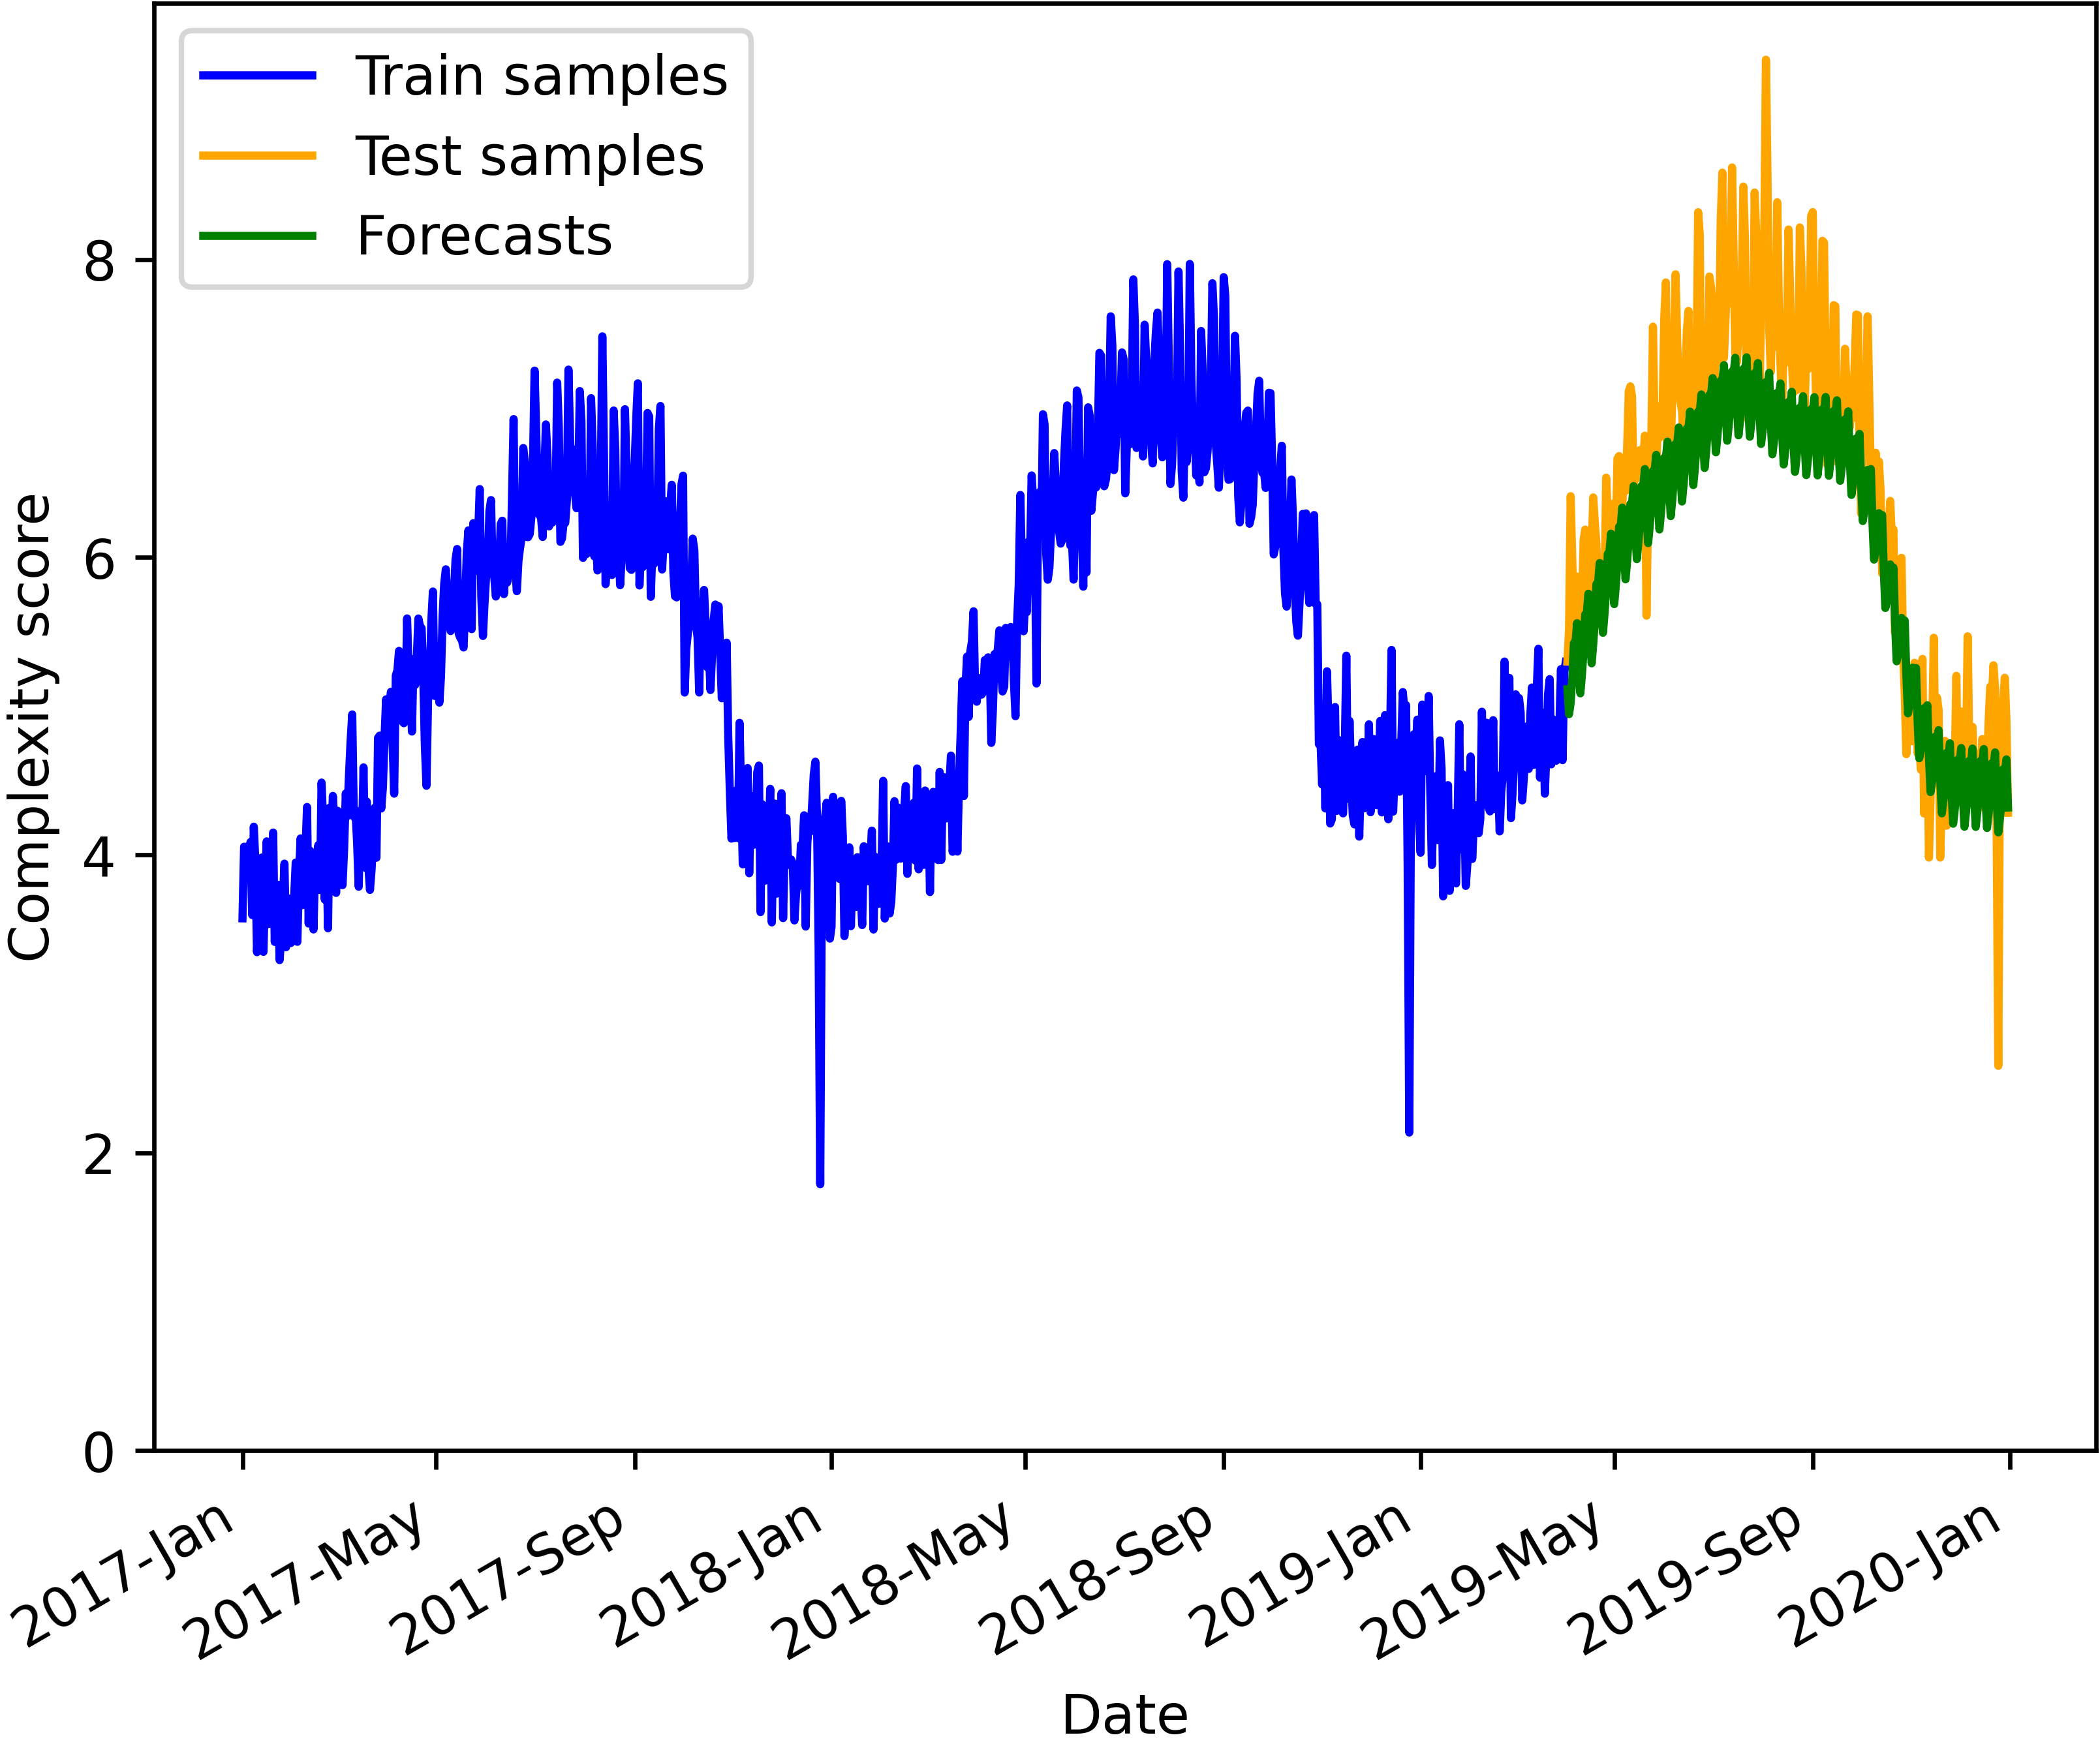 Train samples
Test samples
Forecasts
Complexity score
8
6
4
2
0
2017-Jan
2017-May
2017-Sep
2018-Jan
2018-May
2018-Sep
2019-Jan
2019-May
2019-Sep
2020-Jan
Date